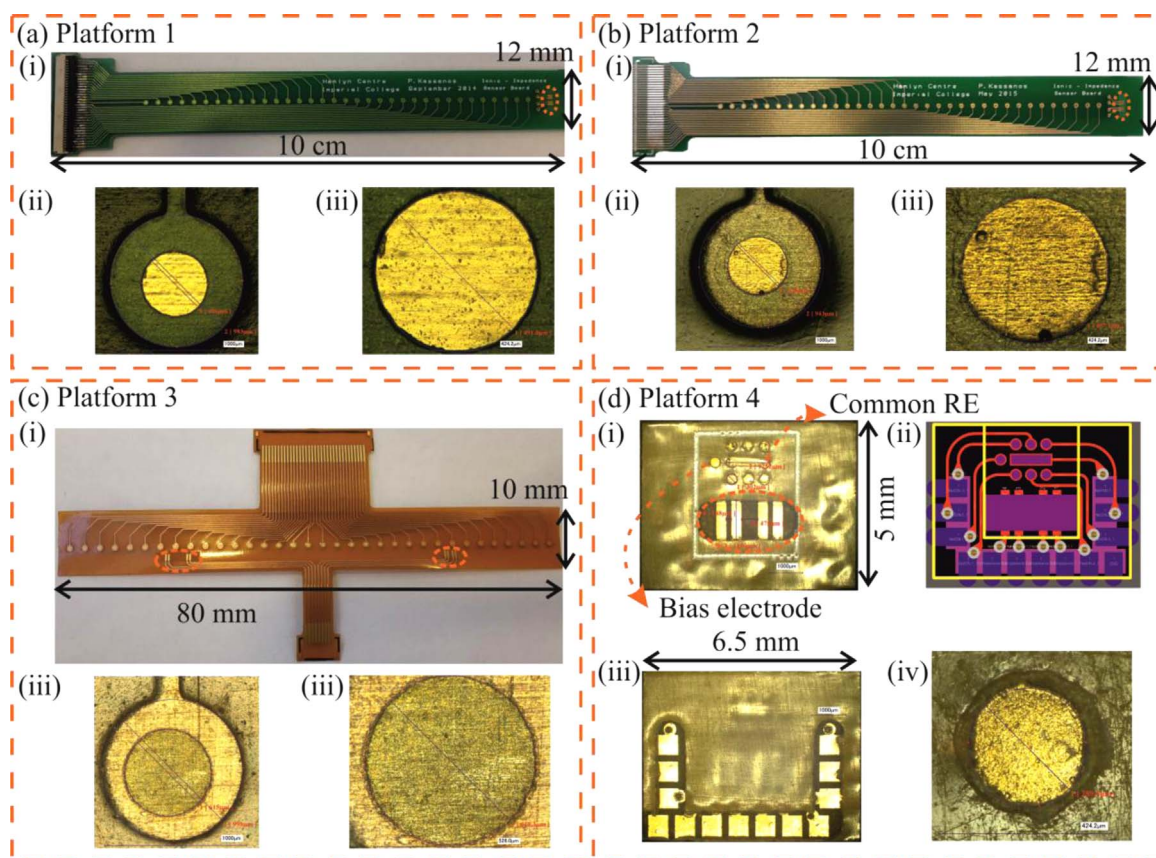 (a) Platform 1
(i)
12 mm
Hamlyn Centre P.Kassanos Ionic - Impedance
Imperial College September 2014 Sensor Board
10 cm
(ii)
(iii)
1000µm
424.2µm
(b) Platform 2
(i)
12 mm
Hamlyn Centre P.Kassanos Ionic - Impedance
Imperial College May 2015 Sensor Board
10 cm
(ii)
(iii)
1000µm
424.2µm
(c) Platform 3
(i)
10 mm
80 mm
(iii)
(iii)
1000µm
(d) Platform 4
Common RE
(i)
(ii)
5 mm
1000µm
Bias electrode
6.5 mm
(iii)
(iv)
1000µm
424.2µm